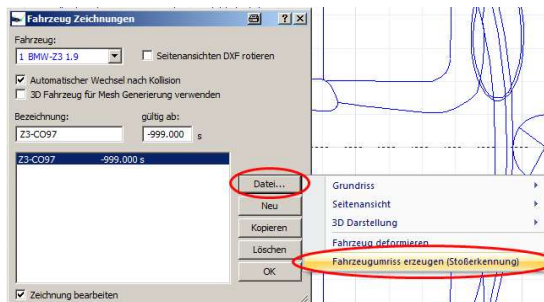 Fahrzeug Zeichnungen
Fahrzeug:
1 BMW-Z3 1.9
Seitenansichten DXF rotieren
Automatischer Wechsel nach Kollision
3D Fahrzeug für Mesh Generierung verwenden
Bezeichnung: gültig ab:
Z3-CO97 -999.000 s
Z3-CO97 -999.000 s
Datei...
Neu
Kopieren
Löschen
OK
Zeichnung bearbeiten
Grundriss
Seitenansicht
3D Darstellung
Fahrzeug deformieren
Fahrzeugumriss erzeugen (Stoßerkennung)